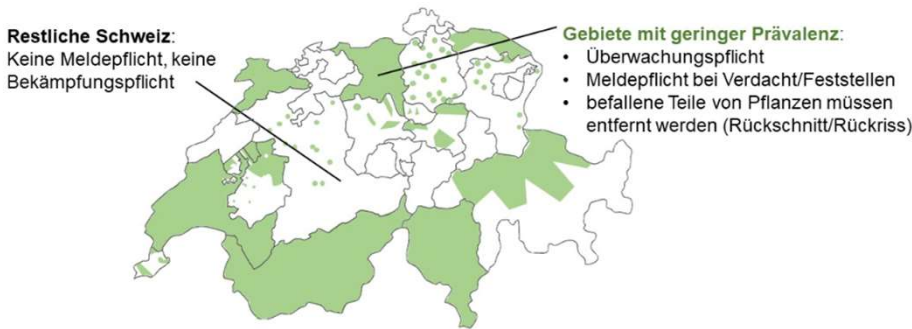 Restliche Schweiz:
Keine Meldepflicht, keine
Bekämpfungspflicht
Gebiete mit geringer Prävalenz:
• Überwachungspflicht
• Meldepflicht bei Verdacht/Feststellen
• befallene Teile von Pflanzen müssen
entfernt werden (Rückschnitt/Rückriss)